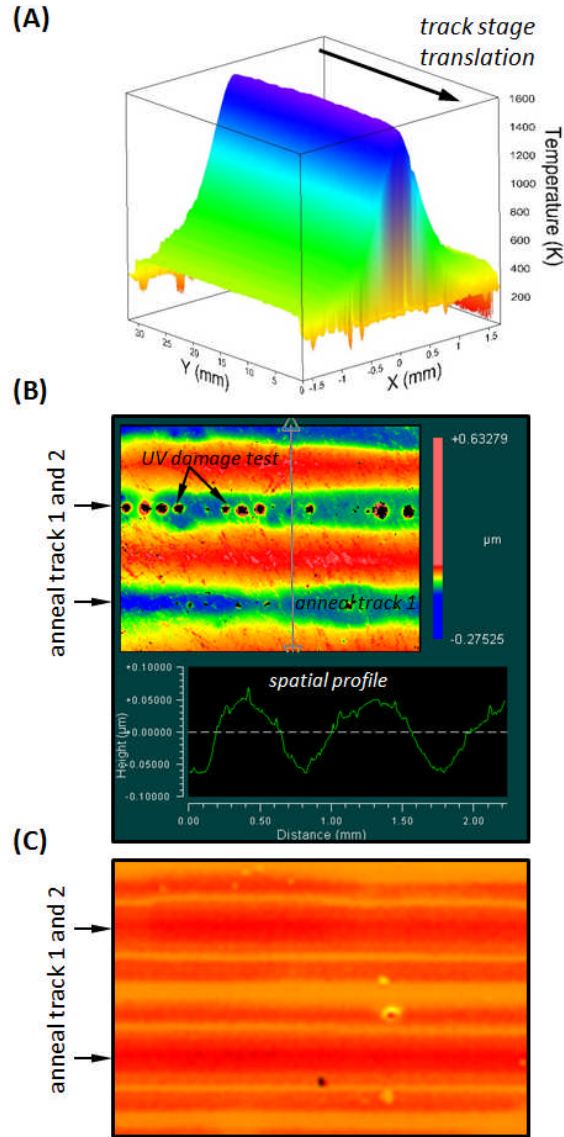 (A)
track stage
translation
1600
1400
1200
1000
800
600
400
200
Temperature (K)
30
25
20
15
10
5
0
Y (mm)
-1.5
-1
-0.5
0
0.5
1
1.5
X (mm)
(B)
anneal track 1 and 2
UV damage test
anneal track 1
+0.63279
µm
-0.27525
spatial profile
+0.10000
+0.05000
+0.00000
-0.05000
-0.10000
Height (µm)
0.00
0.50
1.00
1.50
2.00
Distance (mm)
(C)
anneal track 1 and 2